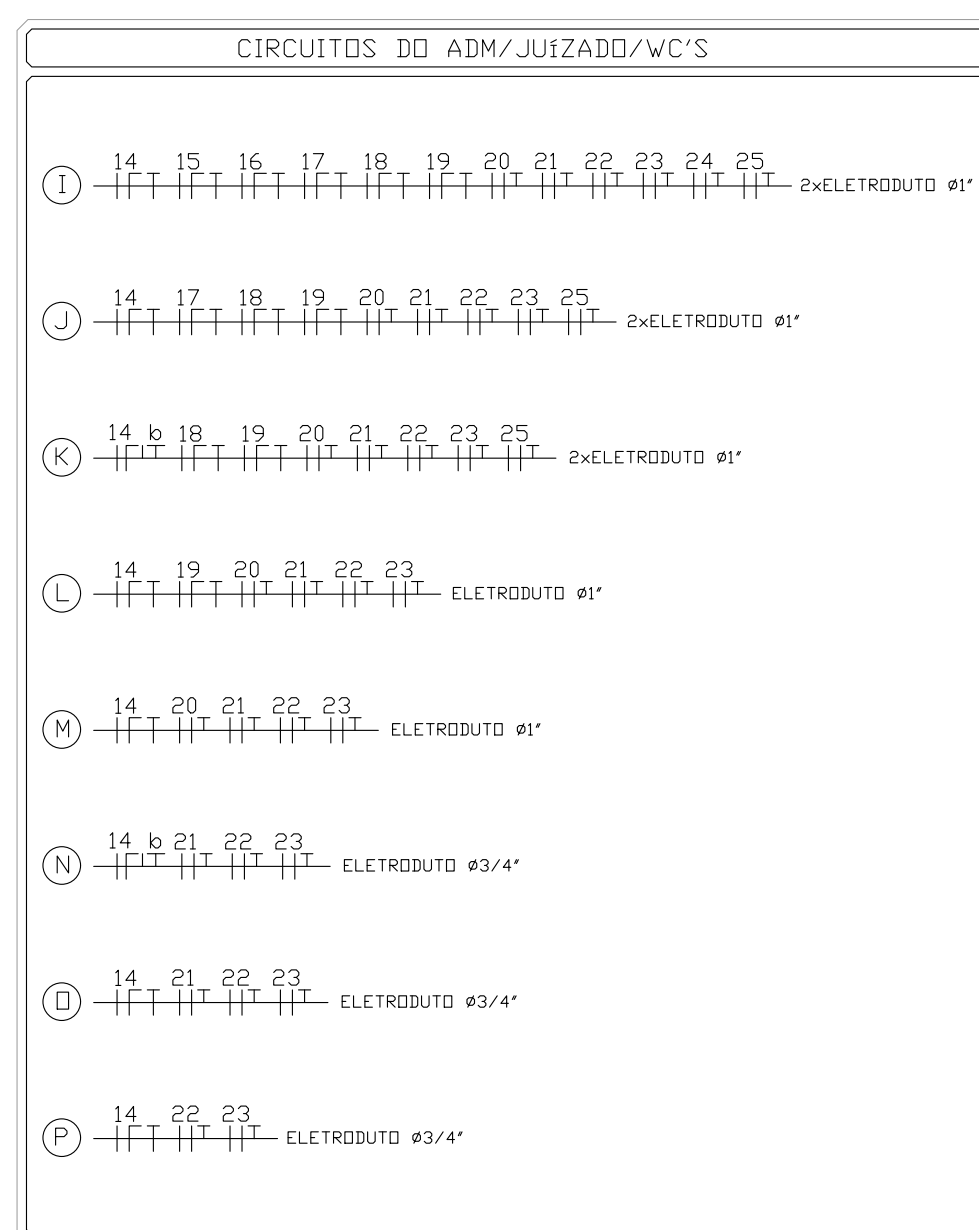 CIRCUITOS DO ADM/JUíZADO/WC'S
14 15 16 17 18 19 20 21 22 23 24 25
I 2xELETRODUTO ø1"
14 17 18 19 20 21 22 23 25
J 2xELETRODUTO ø1"
14 b 18 19 20 21 22 23 25
K 2xELETRODUTO ø1"
14 19 20 21 22 23
L ELETRODUTO ø1"
14 20 21 22 23
M ELETRODUTO ø1"
14 b 21 22 23
N ELETRODUTO ø3/4"
14 21 22 23
O ELETRODUTO ø3/4"
14 22 23
P ELETRODUTO ø3/4"